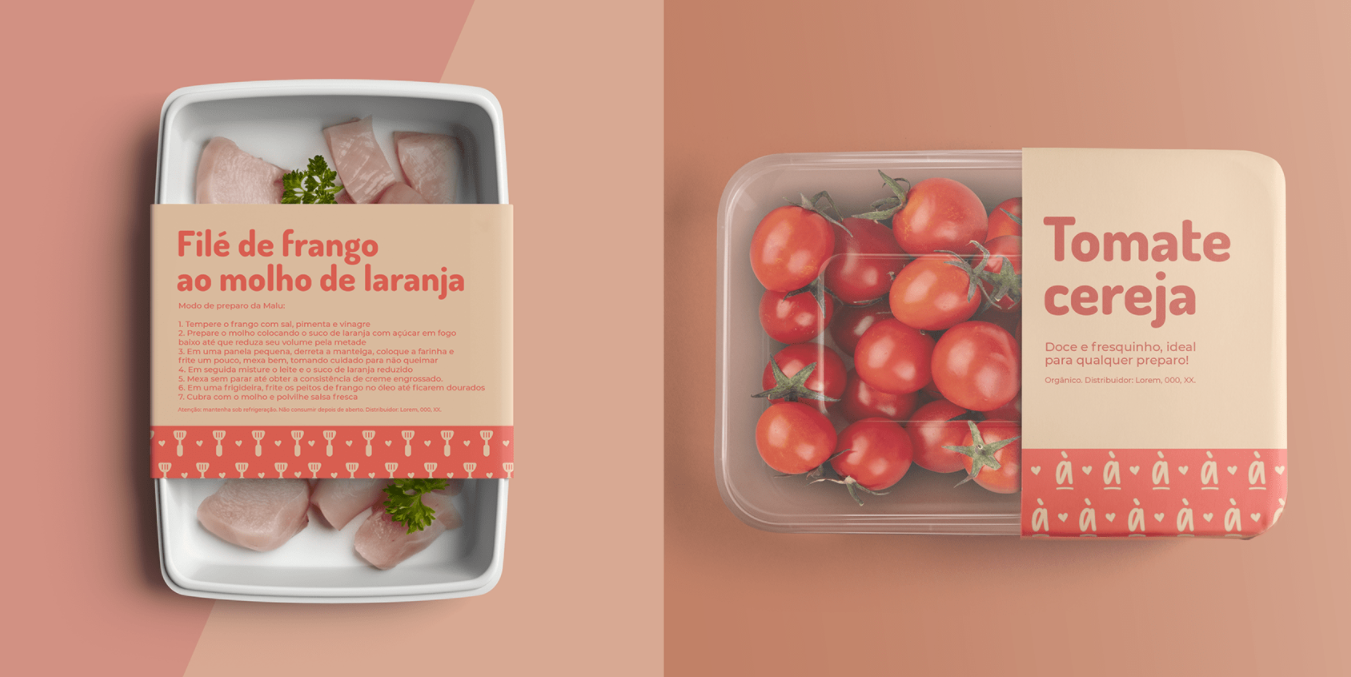 Filé de frango
ao molho de laranja
Modo de preparo da Malu:
1. Tempere o frango com sal, pimenta e vinagre
2. Prepare o molho colocando o suco de laranja com açúcar em fogo
baixo até que reduza seu volume pela metade
3. Em uma panela pequena, derreta a manteiga, coloque a farinha e
frite um pouco, mexa bem, tomando cuidado para não queimar
4. Em seguida misture o leite e o suco de laranja reduzido
5. Mexa sem parar até obter a consistência de creme engrossado.
6. Em uma frigideira, frite os peitos de frango no óleo até ficarem dourados
7. Cubra com o molho e polvilhe salsa fresca
Atenção: mantenha sob refrigeração. Não consumir depois de aberto. Distribuidor: Lorem, 000, XX.
Tomate
cereja
Doce e fresquinho, ideal
para qualquer preparo!
Orgânico. Distribuidor: Lorem, 000, XX.
à à à à à
à à à à à